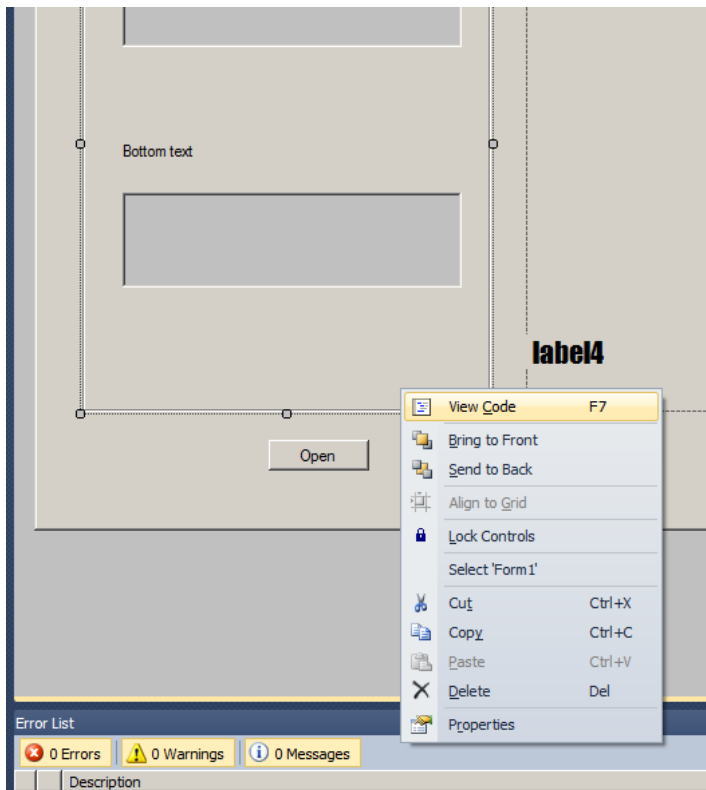 Bottom text
label4
View Code F7
Bring to Front
Open
Send to Back
Align to Grid
Lock Controls
Select 'Form1'
Cut Ctrl+X
Copy Ctrl+C
Paste Ctrl+V
Delete Del
Properties
Error List
0 Errors 0 Warnings 0 Messages
Description